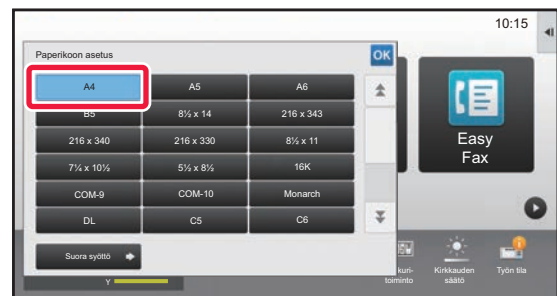 10:15
Paperikoon asetus
OK
A4 A5 A6
B5 8½ x 14 216 x 343
216 x 340 216 x 330 8½ x 11
7¼ x 10½ 5½ x 8½ 16K
COM-9 COM-10 Monarch
DL C5 C6
Suora syöttö
Easy
Fax
kuri-
toiminto
Kirkkauden
säätö
Työn tila
Y